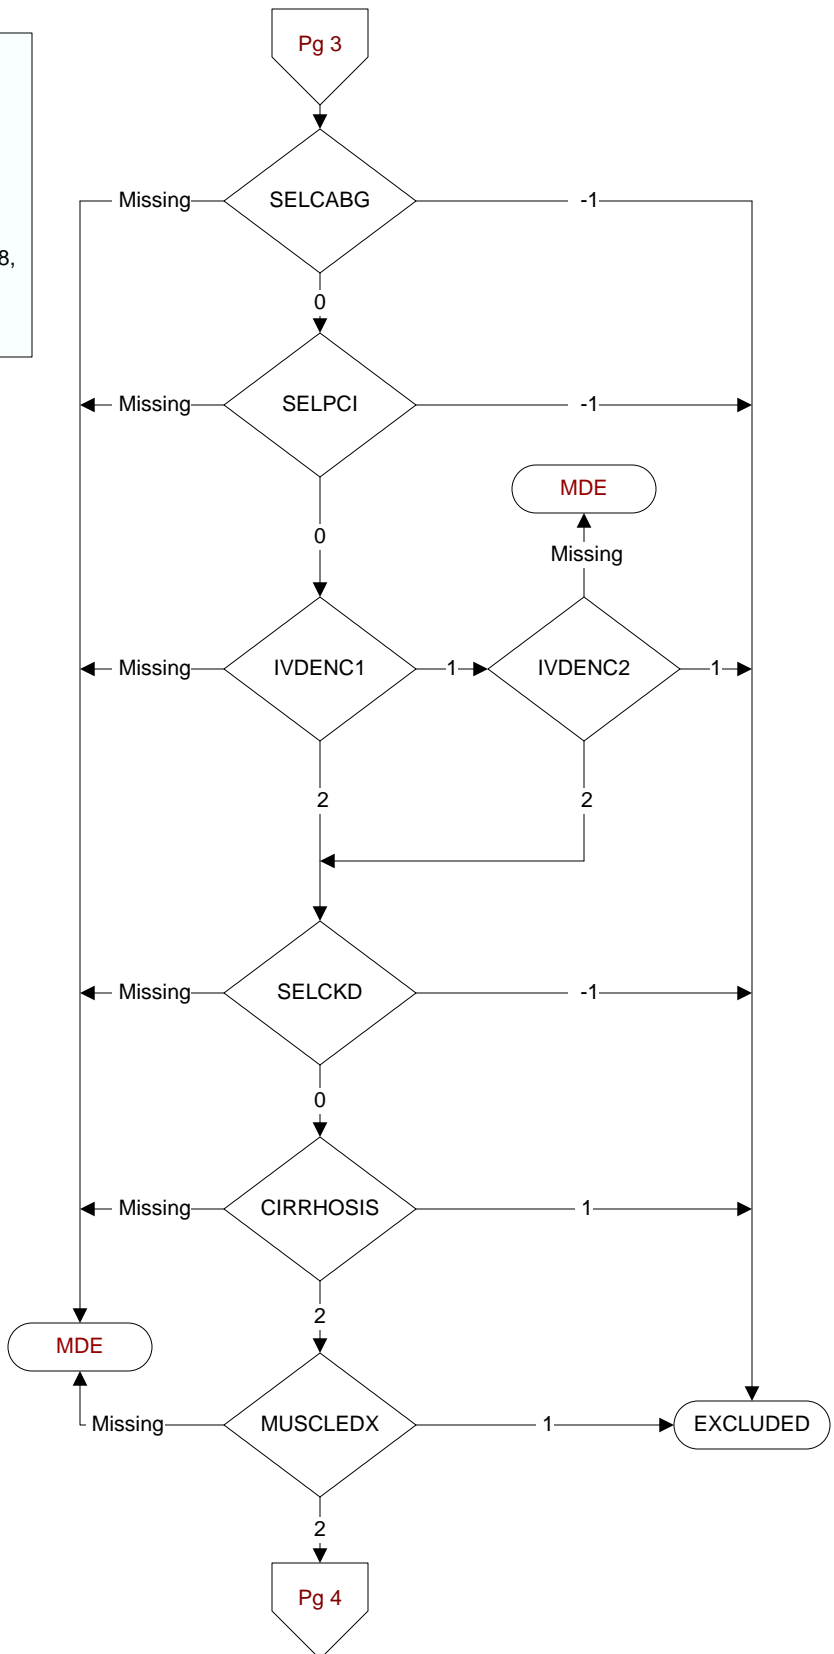 Pg 3
Missing
SELCABG
-1
8,
0
Missing
SELPCI
-1
MDE
0
Missing
Missing
IVDENC1
1
IVDENC2
1
2
2
Missing
SELCKD
-1
0
Missing
CIRRHOSIS
1
2
MDE
Missing
MUSCLEDX
1
EXCLUDED
2
Pg 4